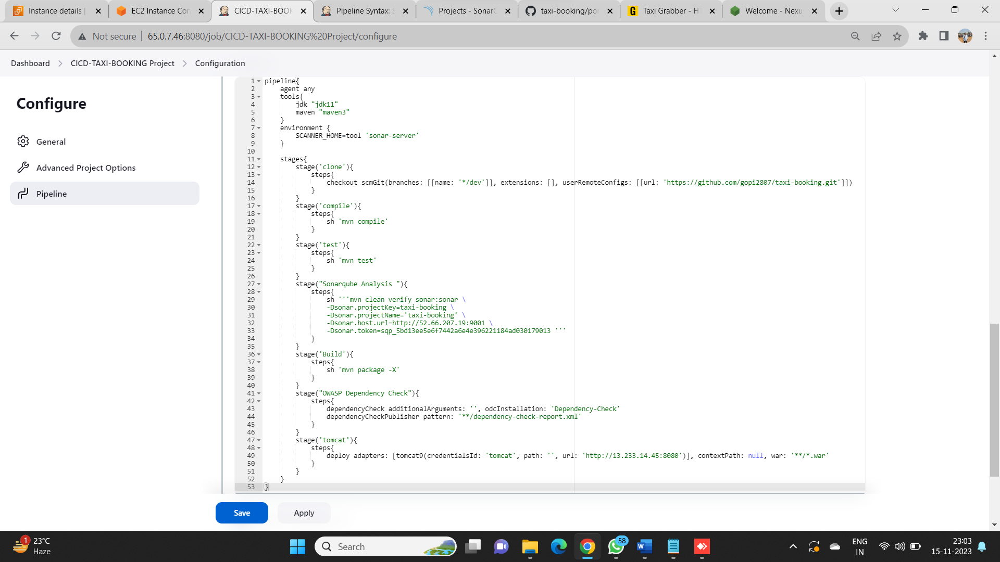 Instance details |
EC2 Instance Con
CICD-TAXI-BOOK
Pipeline Syntax: S
Projects - SonarQ
taxi-booking/po
Taxi Grabber - HT
Welcome - Nexu
Not secure
65.0.7.46:8080/job/CICD-TAXI-BOOKING%20Project/configure
Dashboard > CICD-TAXI-BOOKING Project > Configuration
Configure
General
Advanced Project Options
Pipeline
1 pipeline{
2 agent any
3 tools{
4 jdk "jdk11"
5 maven "maven3"
6 }
7 environment {
8 SCANNER_HOME=tool 'sonar-server'
9 }
10
11 stages{
12 stage('clone'){
13 steps{
14 checkout scmGit(branches: [[name: '*/dev']], extensions: [], userRemoteConfigs: [[url: 'https://github.com/gopi2807/taxi-booking.git']])
15 }
16 }
17 stage('compile'){
18 steps{
19 sh 'mvn compile'
20 }
21 }
22 stage('test'){
23 steps{
24 sh 'mvn test'
25 }
26 }
27 stage("Sonarqube Analysis "){
28 steps{
29 sh '''mvn clean verify sonar:sonar \
30 -Dsonar.projectKey=taxi-booking \
31 -Dsonar.projectName='taxi-booking' \
32 -Dsonar.host.url=http://52.66.207.19:9001 \
33 -Dsonar.token=sqp_5bd13ee5e6f7442a6e4e396221184ad030179013 '''
34 }
35 }
36 stage('Build'){
37 steps{
38 sh 'mvn package -X'
39 }
40 }
41 stage("OWASP Dependency Check"){
42 steps{
43 dependencyCheck additionalArguments: '', odcInstallation: 'Dependency-Check'
44 dependencyCheckPublisher pattern: '**/dependency-check-report.xml'
45 }
46 }
47 stage('tomcat'){
48 steps{
49 deploy adapters: [tomcat9(credentialsId: 'tomcat', path: '', url: 'http://13.233.14.45:8080')], contextPath: null, war: '**/*.war'
50 }
51 }
52 }
53 }
Save
Apply
1
23°C
Haze
Search
58
ENG
IN
23:03
15-11-2023